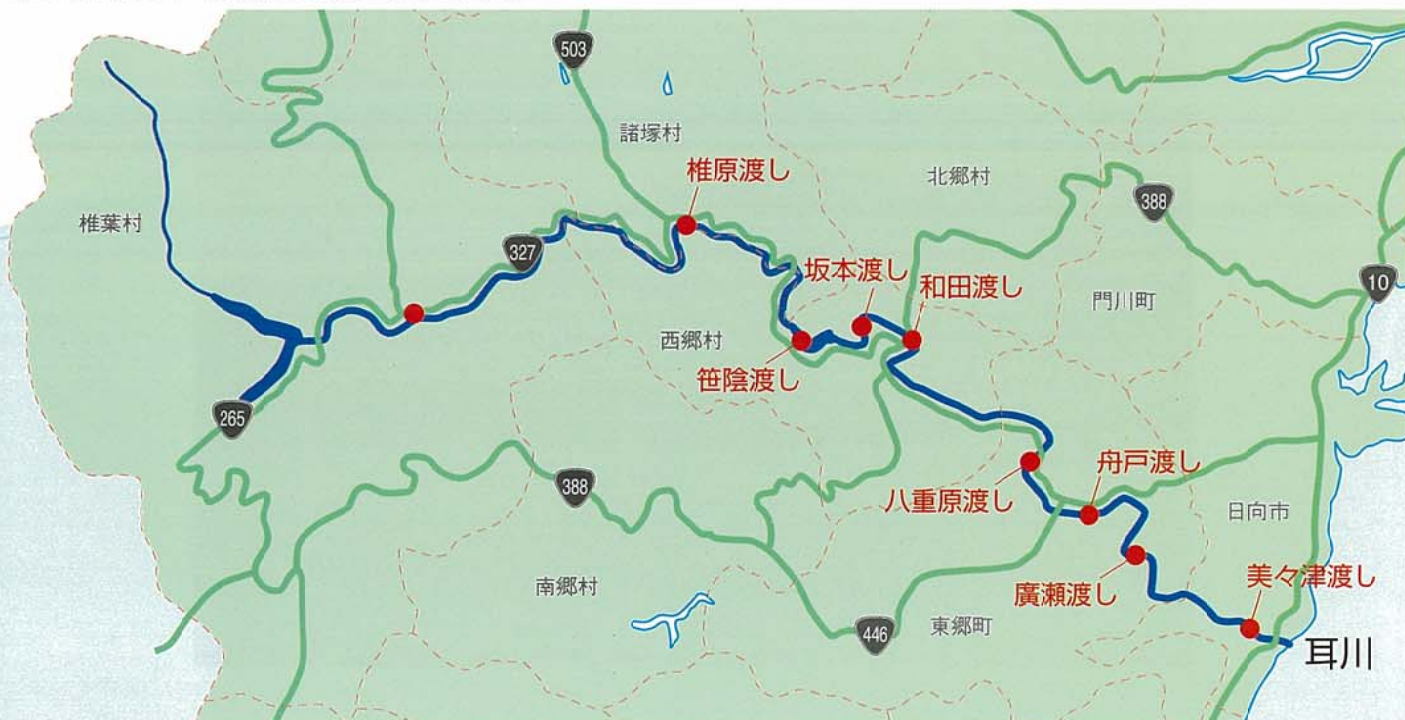 503
諸塚村
椎原渡し
北郷村
388
椎葉村
327
坂本渡し
和田渡し
10
門川町
西郷村
笹陰渡し
265
舟戸渡し
388
八重原渡し
日向市
南郷村
廣瀬渡し
美々津渡し
446
東郷町
耳川